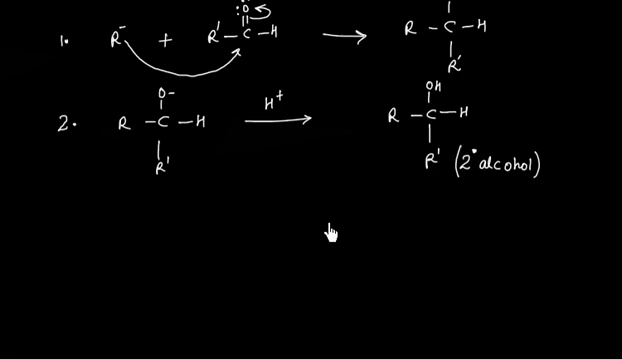 :O:
1. R⁻ + R' – C – H ⟶ R – C – H
R'
O⁻ OH
2. R – C – H H⁺ ⟶ R – C – H
R' R' (2° alcohol)